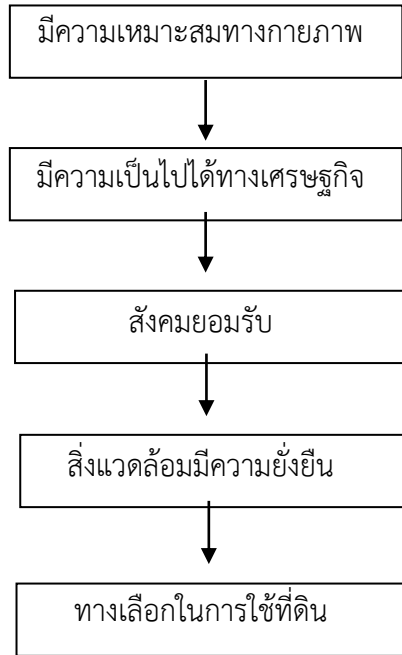 มีความเหมาะสมทางกายภาพ
มีความเป็นไปได้ทางเศรษฐกิจ
สังคมยอมรับ
สิ่งแวดล้อมมีความยั่งยืน
ทางเลือกในการใช้ที่ดิน